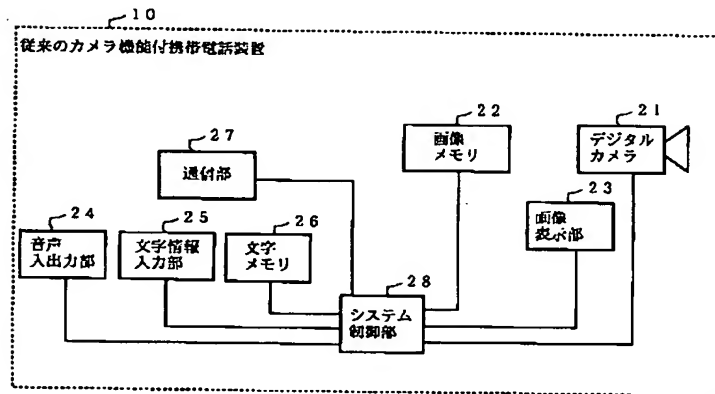 10
従来のカメラ機能付携帯電話装置
21
デジタル
カメラ
22
画像
メモリ
27
通信部
23
画像
表示部
24
音声
入出力部
25
文字情報
入力部
26
文字
メモリ
28
システム
制御部